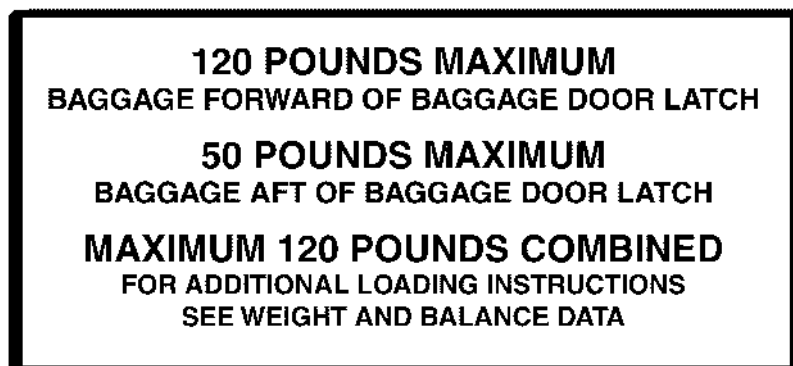 120 POUNDS MAXIMUM
BAGGAGE FORWARD OF BAGGAGE DOOR LATCH
50 POUNDS MAXIMUM
BAGGAGE AFT OF BAGGAGE DOOR LATCH
MAXIMUM 120 POUNDS COMBINED
FOR ADDITIONAL LOADING INSTRUCTIONS
SEE WEIGHT AND BALANCE DATA